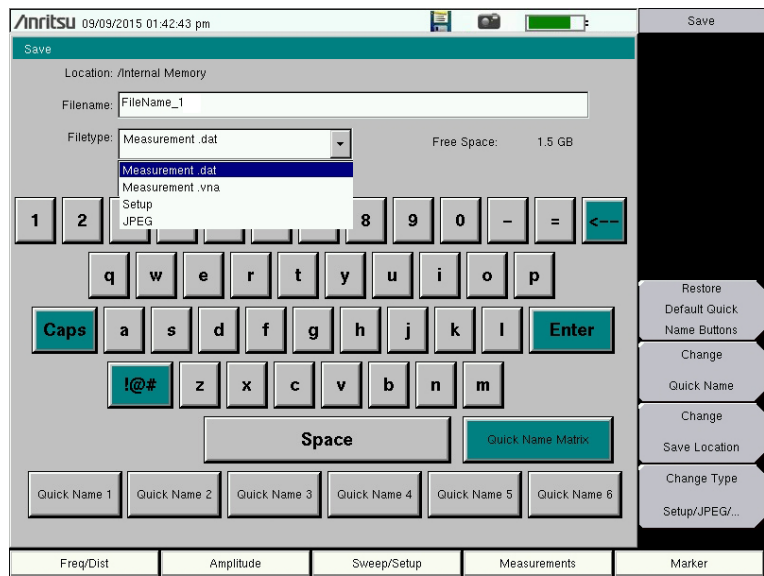 /Inritsu 09/09/2015 01:42:43 pm
Save
Save
Location: /Internal Memory
Filename: FileName_1
Filetype: Measurement .dat
Free Space: 1.5 GB
Measurement .dat
Measurement .vna
Setup
JPEG
1 2 8 9 0 - = <--
q w e r t y u i o p
Caps a s d f g h j k l Enter
!@# z x c v b n m
Space
Quick Name Matrix
Quick Name 1
Quick Name 2
Quick Name 3
Quick Name 4
Quick Name 5
Quick Name 6
Restore
Default Quick
Name Buttons
Change
Quick Name
Change
Save Location
Change Type
Setup/JPEG/...
Freq/Dist
Amplitude
Sweep/Setup
Measurements
Marker